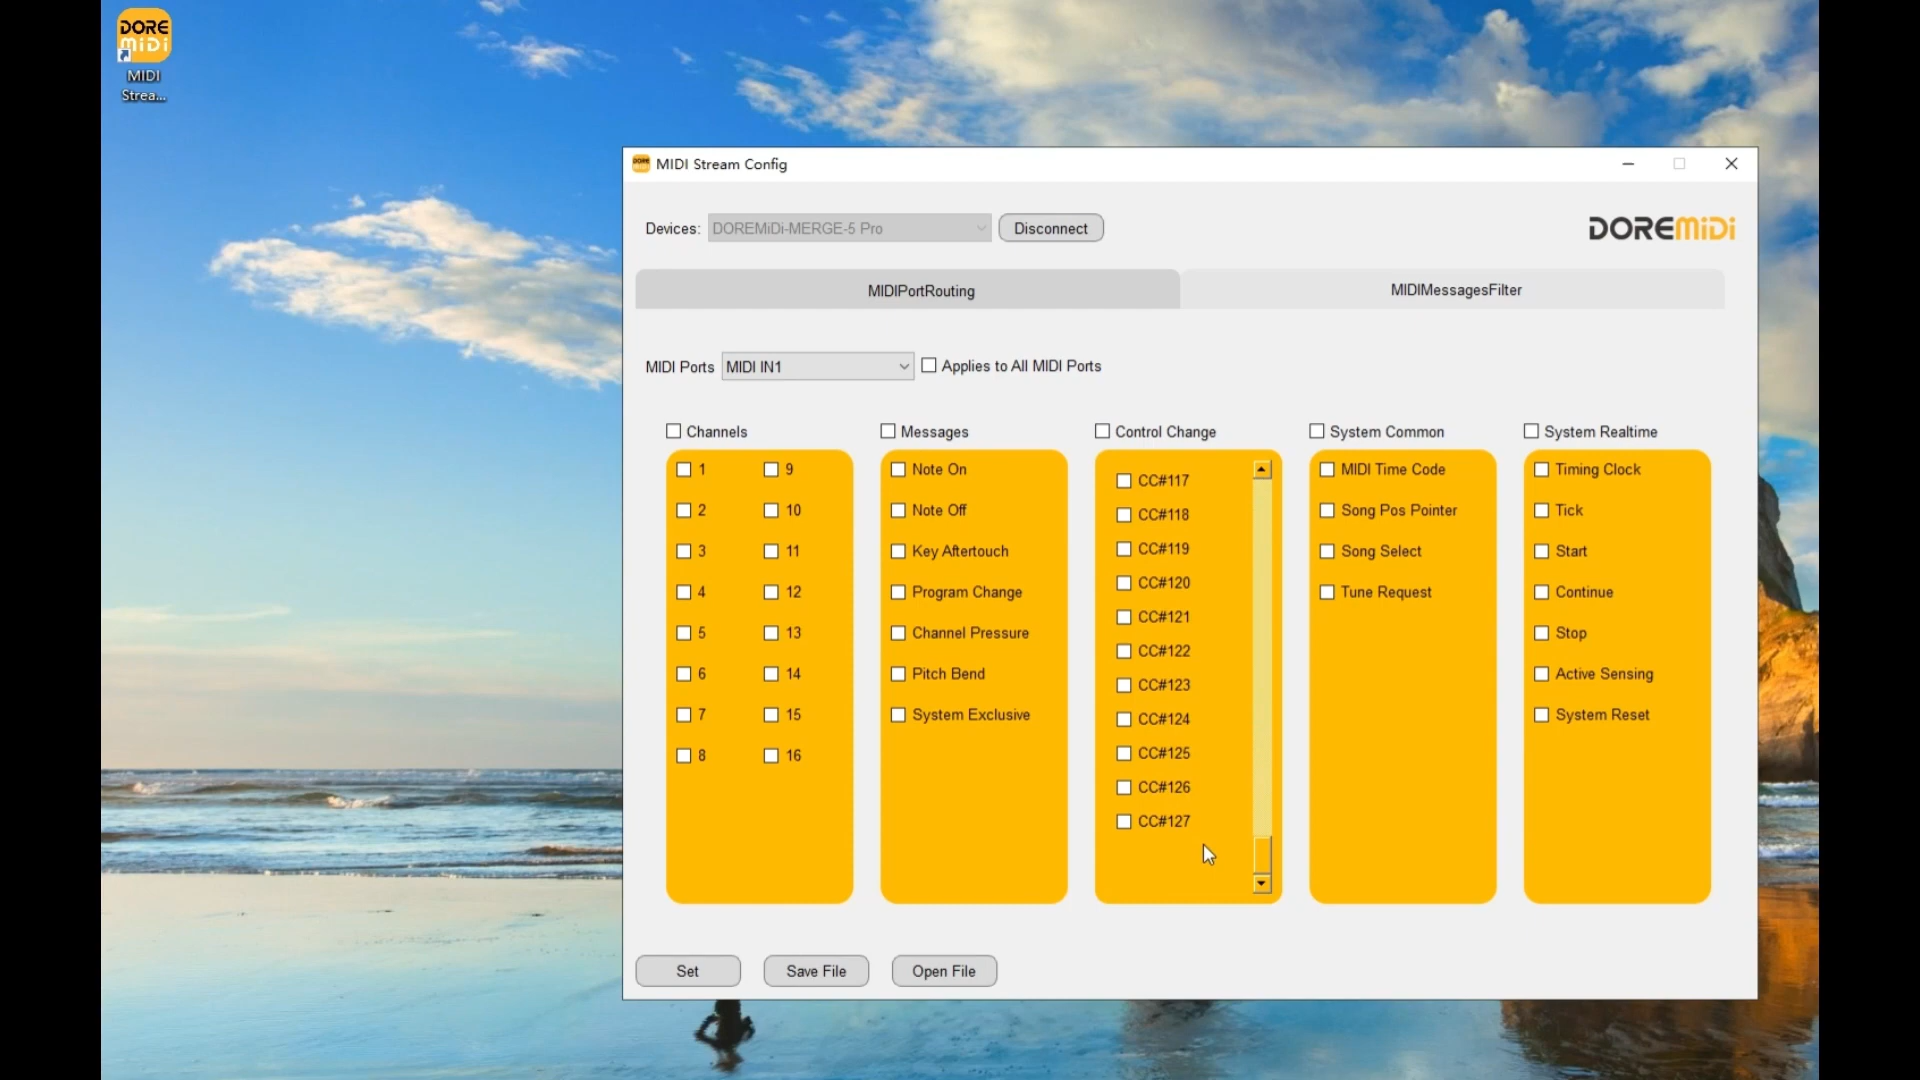 DORE
MiDi
MIDI
Strea...
MIDI Stream Config
Devices: DOREMiDi-MERGE-5 Pro Disconnect
DOREMiDi
MIDIPortRouting MIDIMessagesFilter
MIDI Ports MIDI IN1 Applies to All MIDI Ports
Channels
1 9
2 10
3 11
4 12
5 13
6 14
7 15
8 16
Messages
Note On
Note Off
Key Aftertouch
Program Change
Channel Pressure
Pitch Bend
System Exclusive
Control Change
CC#117
CC#118
CC#119
CC#120
CC#121
CC#122
CC#123
CC#124
CC#125
CC#126
CC#127
System Common
MIDI Time Code
Song Pos Pointer
Song Select
Tune Request
System Realtime
Timing Clock
Tick
Start
Continue
Stop
Active Sensing
System Reset
Set Save File Open File